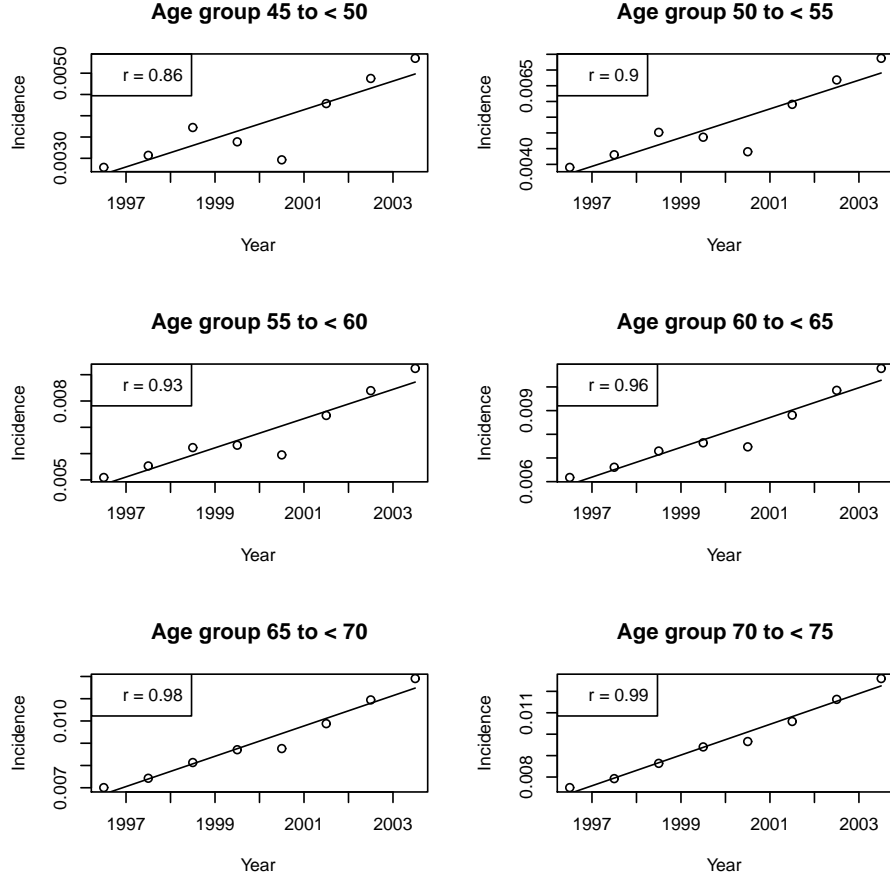 Age group 45 to < 50
r = 0.86
Incidence
0.0030 0.0050
1997 1999 2001 2003
Year
Age group 50 to < 55
r = 0.9
Incidence
0.0040 0.0065
1997 1999 2001 2003
Year
Age group 55 to < 60
r = 0.93
Incidence
0.005 0.008
1997 1999 2001 2003
Year
Age group 60 to < 65
r = 0.96
Incidence
0.006 0.009
1997 1999 2001 2003
Year
Age group 65 to < 70
r = 0.98
Incidence
0.007 0.010
1997 1999 2001 2003
Year
Age group 70 to < 75
r = 0.99
Incidence
0.008 0.011
1997 1999 2001 2003
Year